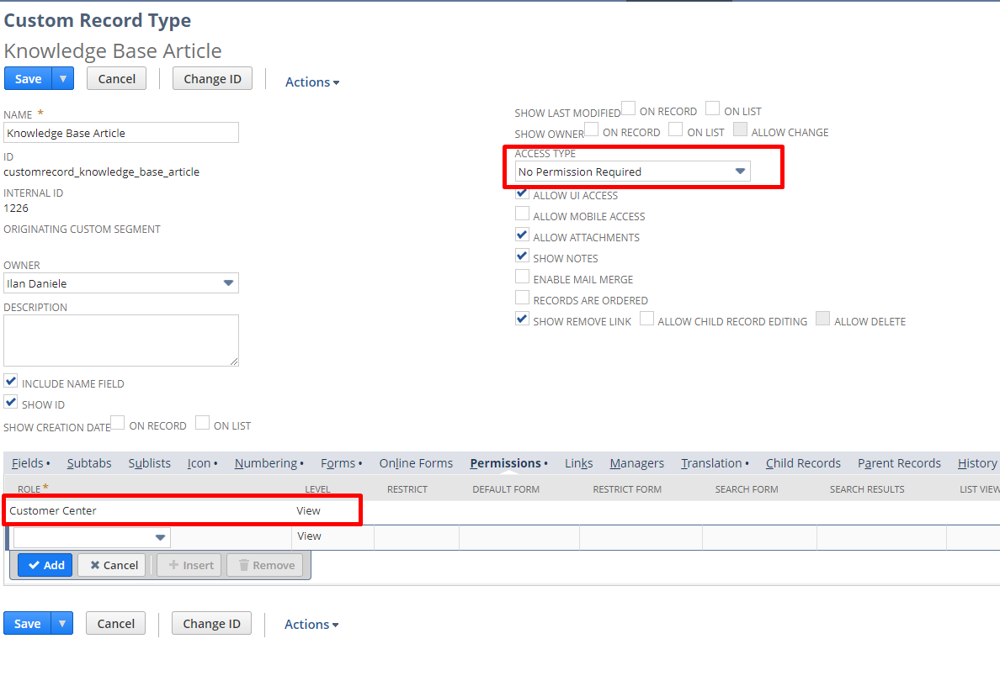 Custom Record Type
Knowledge Base Article
Save Cancel Change ID Actions
NAME *
Knowledge Base Article
ID
customrecord_knowledge_base_article
INTERNAL ID
1226
ORIGINATING CUSTOM SEGMENT
OWNER
Ilan Daniele
DESCRIPTION
INCLUDE NAME FIELD
SHOW ID
SHOW CREATION DATE ON RECORD ON LIST
SHOW LAST MODIFIED ON RECORD ON LIST
SHOW OWNER ON RECORD ON LIST ALLOW CHANGE
ACCESS TYPE
No Permission Required
ALLOW UI ACCESS
ALLOW MOBILE ACCESS
ALLOW ATTACHMENTS
SHOW NOTES
ENABLE MAIL MERGE
RECORDS ARE ORDERED
SHOW REMOVE LINK ALLOW CHILD RECORD EDITING ALLOW DELETE
Fields • Subtabs Sublists Icon • Numbering • Forms • Online Forms Permissions • Links Managers Translation • Child Records Parent Records History
ROLE * LEVEL RESTRICT DEFAULT FORM RESTRICT FORM SEARCH FORM SEARCH RESULTS LIST VIEW
Customer Center View
View
Add Cancel Insert Remove
Save Cancel Change ID Actions